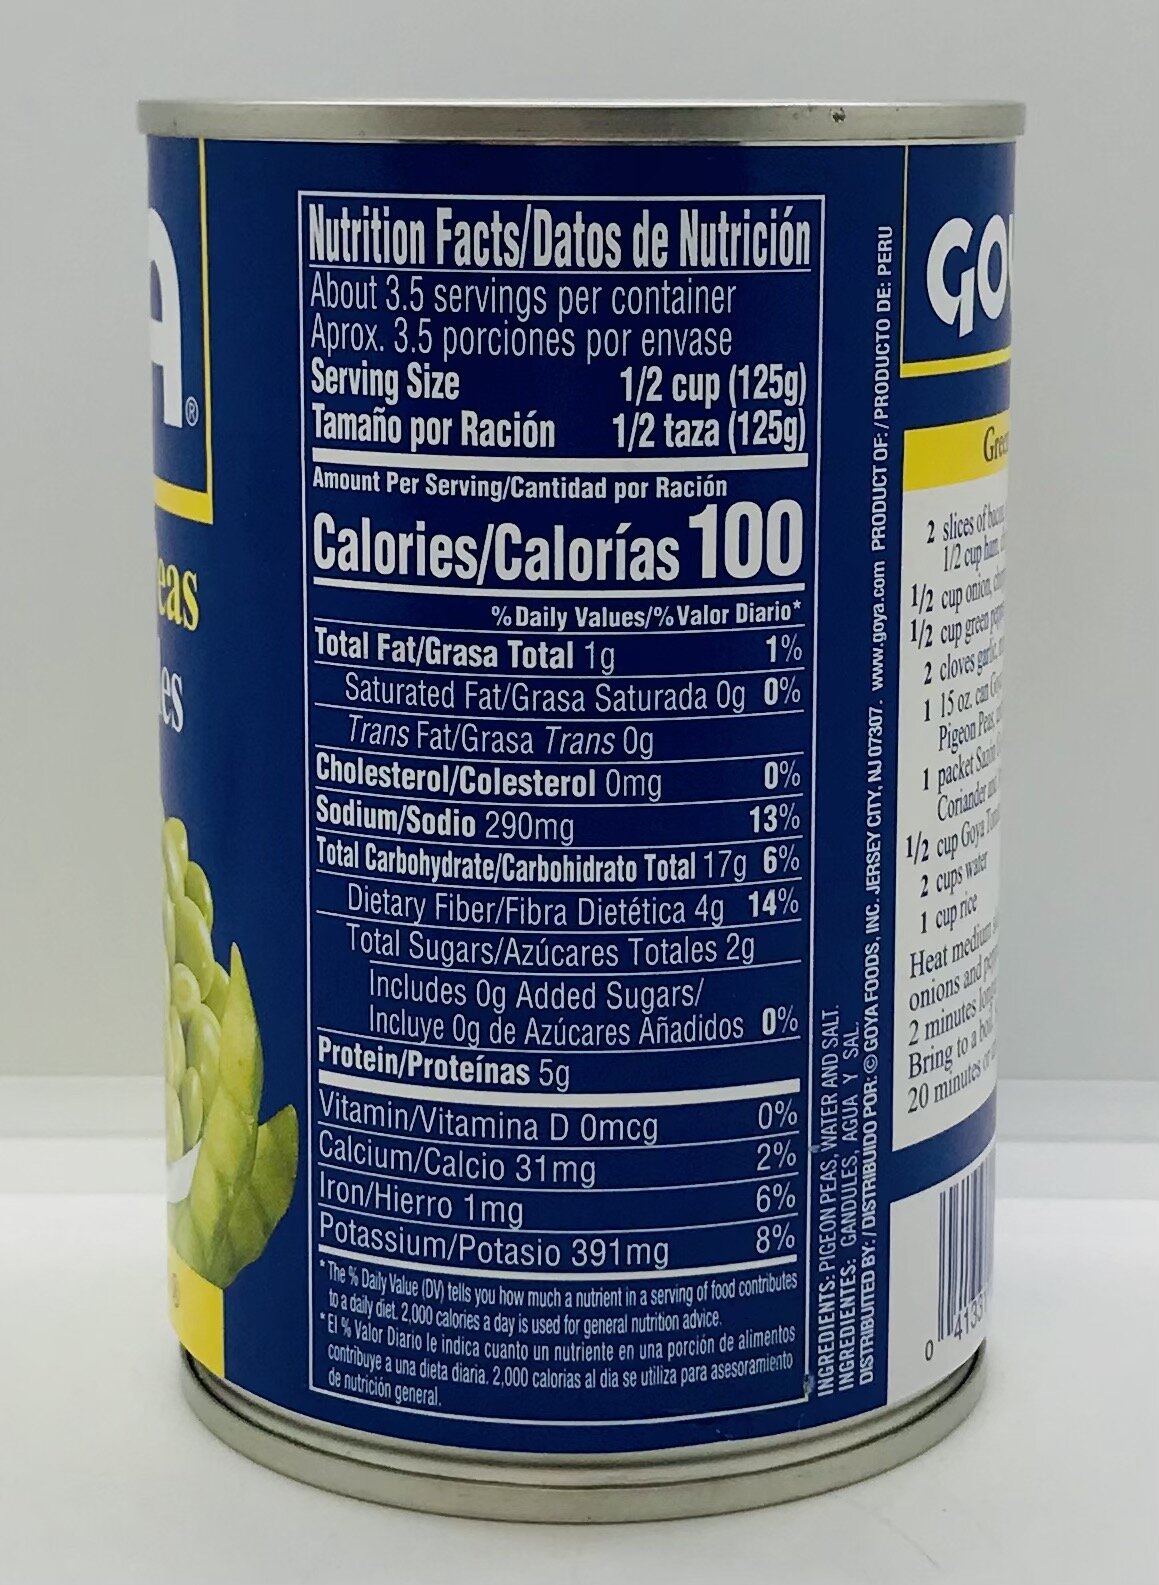 A®
eas
es
Nutrition Facts/Datos de Nutrición
About 3.5 servings per container
Aprox. 3.5 porciones por envase
Serving Size 1/2 cup (125g)
Tamaño por Ración 1/2 taza (125g)
Amount Per Serving/Cantidad por Ración
Calories/Calorías 100
% Daily Values/% Valor Diario*
Total Fat/Grasa Total 1g 1%
Saturated Fat/Grasa Saturada 0g 0%
Trans Fat/Grasa Trans 0g
Cholesterol/Colesterol 0mg 0%
Sodium/Sodio 290mg 13%
Total Carbohydrate/Carbohidrato Total 17g 6%
Dietary Fiber/Fibra Dietética 4g 14%
Total Sugars/Azúcares Totales 2g
Includes 0g Added Sugars/
Incluye 0g de Azúcares Añadidos 0%
Protein/Proteínas 5g
Vitamin/Vitamina D 0mcg 0%
Calcium/Calcio 31mg 2%
Iron/Hierro 1mg 6%
Potassium/Potasio 391mg 8%
* The % Daily Value (DV) tells you how much a nutrient in a serving of food contributes
to a daily diet. 2,000 calories a day is used for general nutrition advice.
* El % Valor Diario le indica cuanto un nutriente en una porción de alimentos
contribuye a una dieta diaria. 2,000 calorias al dia se utiliza para asesoramiento
de nutrición general.
INGREDIENTS: PIGEON PEAS, WATER AND SALT.
INGREDIENTES: GANDULES, AGUA Y SAL.
DISTRIBUTED BY: / DISTRIBUIDO POR: © GOYA FOODS, INC. JERSEY CITY, NJ 07307. www.goya.com PRODUCT OF: / PRODUCTO DE: PERU
GO
Gree
2 slices of
1/2 cup ham,
1/2 cup onion,
1/2 cup green
2 cloves garlic,
1 15 oz. can
Pigeon Peas,
1 packet
Coriander
1/2 cup Goya
2 cups water
1 cup rice
Heat medium
onions and
2 minutes
Bring to a
20 minutes
0 4133